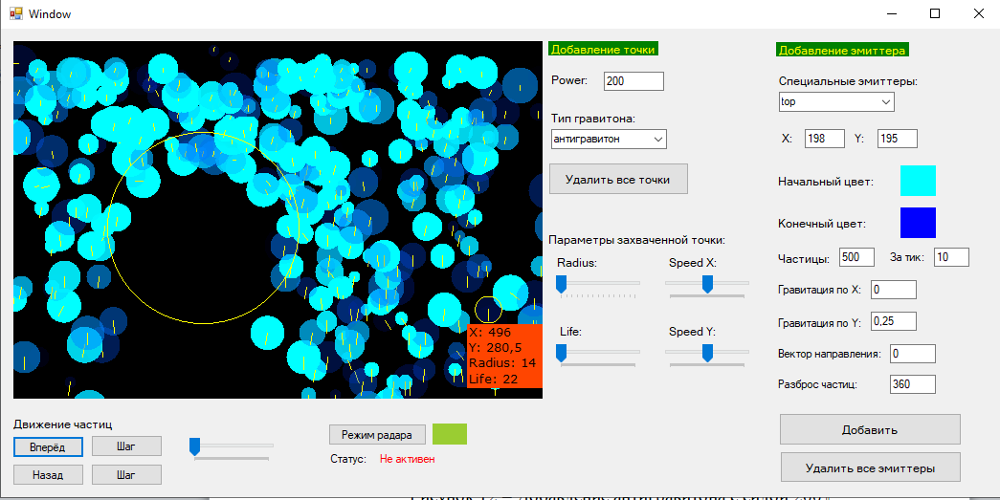 Window
Добавление точки
Power:
200
Тип гравитона:
антигравитон
Удалить все точки
Параметры захваченной точки:
Radius:
Speed X:
Life:
Speed Y:
Добавление эмиттера
Специальные эмиттеры:
top
X:
198
Y:
195
Начальный цвет:
Конечный цвет:
Частицы:
500
За тик:
10
Гравитация по X:
0
Гравитация по Y:
0,25
Вектор направления:
0
Разброс частиц:
360
Добавить
Удалить все эмиттеры
X: 496
Y: 280,5
Radius: 14
Life: 22
Движение частиц
Вперёд
Шаг
Назад
Шаг
Режим радара
Статус:
Не активен